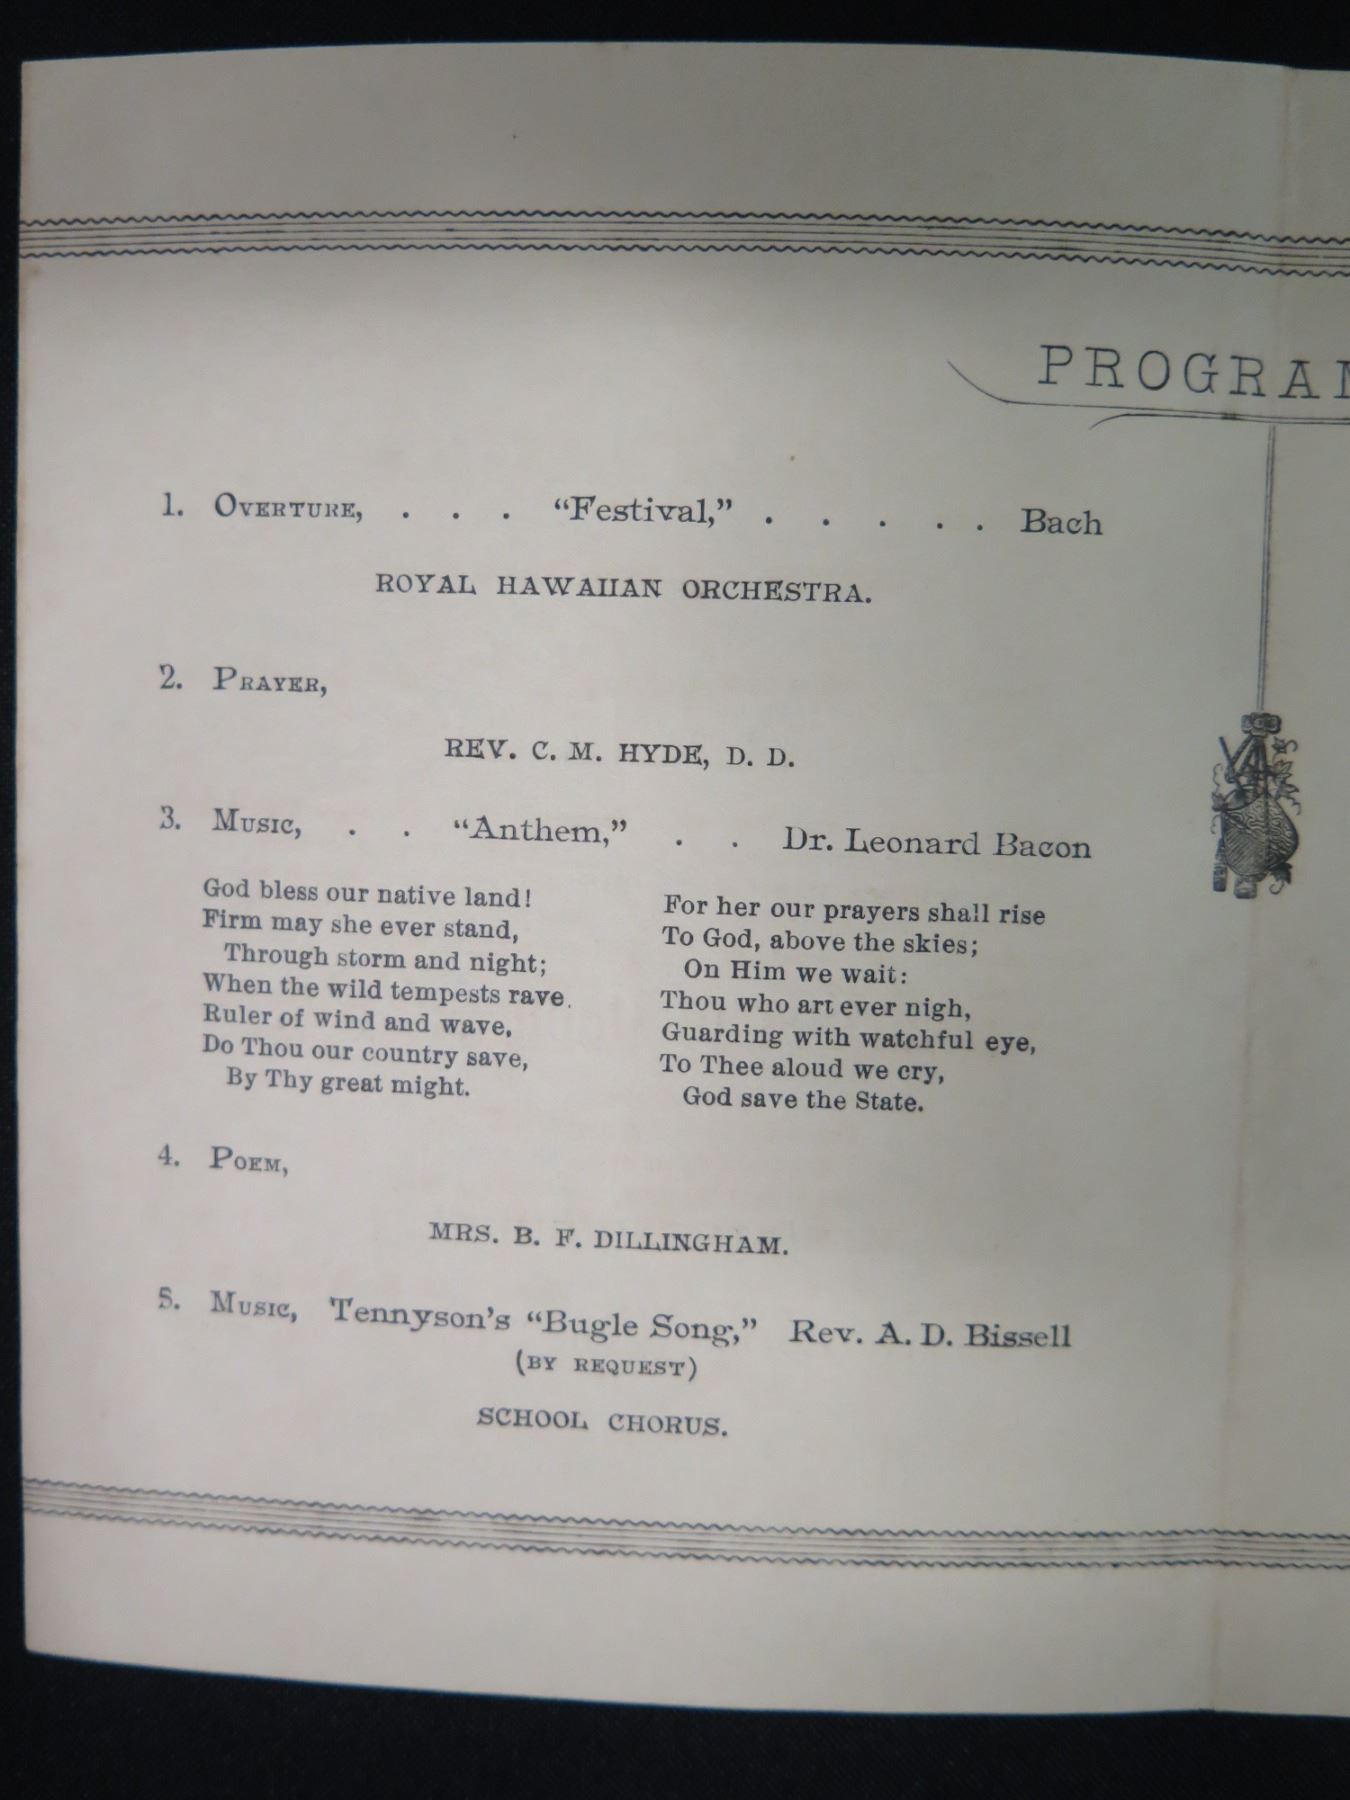 PROGRAM
1. OVERTURE, . . . “Festival,” . . . . . Bach
ROYAL HAWAIIAN ORCHESTRA.
2. PRAYER,
REV. C. M. HYDE, D. D.
3. MUSIC, . . “Anthem,” . . Dr. Leonard Bacon
God bless our native land!
Firm may she ever stand,
Through storm and night;
When the wild tempests rave.
Ruler of wind and wave,
Do Thou our country save,
By Thy great might.
For her our prayers shall rise
To God, above the skies;
On Him we wait:
Thou who art ever nigh,
Guarding with watchful eye,
To Thee aloud we cry,
God save the State.
4. POEM,
MRS. B. F. DILLINGHAM.
5. MUSIC, Tennyson’s “Bugle Song,” Rev. A. D. Bissell
(BY REQUEST)
SCHOOL CHORUS.